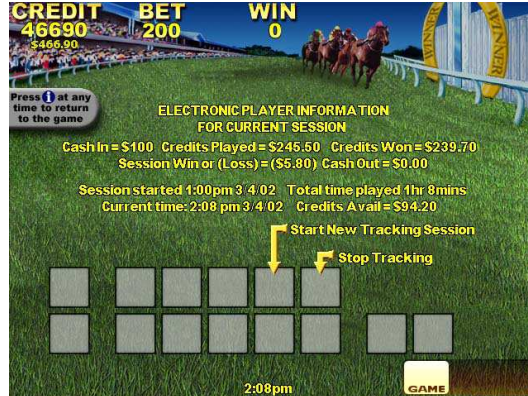 CREDIT BET WIN
46690 200 0
$466.90
WINNER WINNER
Press i at any
time to return
to the game
ELECTRONIC PLAYER INFORMATION
FOR CURRENT SESSION
Cash In = $100 Credits Played = $245.50 Credits Won = $239.70
Session Win or (Loss) = ($5.80) Cash Out = $0.00
Session started 1:00pm 3/4/02 Total time played 1hr 8mins
Current time: 2:08 pm 3/4/02 Credits Avail = $94.20
Start New Tracking Session
Stop Tracking
2:08pm
GAME